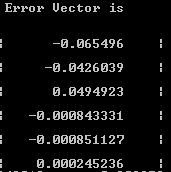 Error Vector is
¦ -0.065496 ¦
¦ -0.0426039 ¦
¦ 0.0494923 ¦
¦ -0.000843331 ¦
¦ -0.000851127 ¦
¦ 0.000245236 ¦